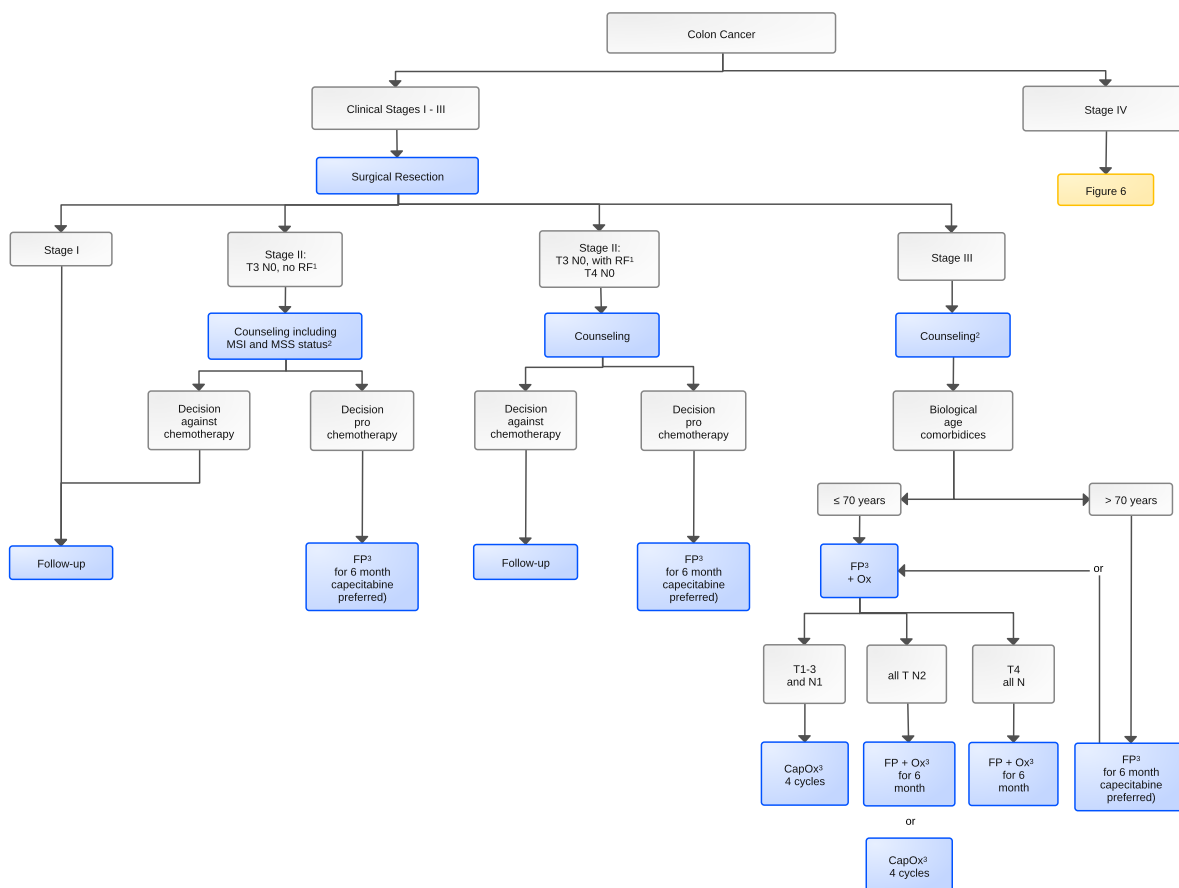 Colon Cancer
Clinical Stages I - III
Stage IV
Surgical Resection
Figure 6
Stage I
Stage II:
T3 N0, no RF¹
Stage II:
T3 N0, with RF¹
T4 N0
Stage III
Counseling including
MSI and MSS status²
Counseling
Counseling²
Decision
against
chemotherapy
Decision
pro
chemotherapy
Decision
against
chemotherapy
Decision
pro
chemotherapy
Biological
age
comorbidices
≤ 70 years
> 70 years
Follow-up
FP³
for 6 month
capecitabine
preferred)
Follow-up
FP³
for 6 month
capecitabine
preferred)
FP³
+ Ox
or
T1-3
and N1
all T N2
T4
all N
CapOx³
4 cycles
FP + Ox³
for 6
month
FP + Ox³
for 6
month
FP³
for 6 month
capecitabine
preferred)
or
CapOx³
4 cycles